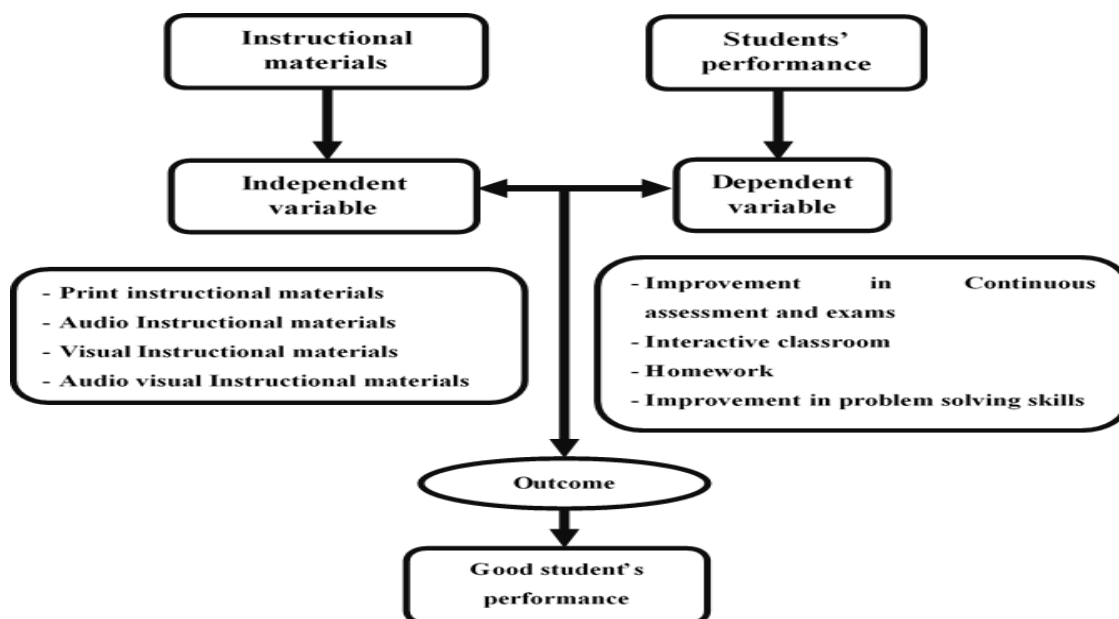 Instructional
materials
Students’
performance
Independent
variable
Dependent
variable
- Print instructional materials
- Audio Instructional materials
- Visual Instructional materials
- Audio visual Instructional materials
- Improvement in Continuous
assessment and exams
- Interactive classroom
- Homework
- Improvement in problem solving skills
Outcome
Good student’s
performance